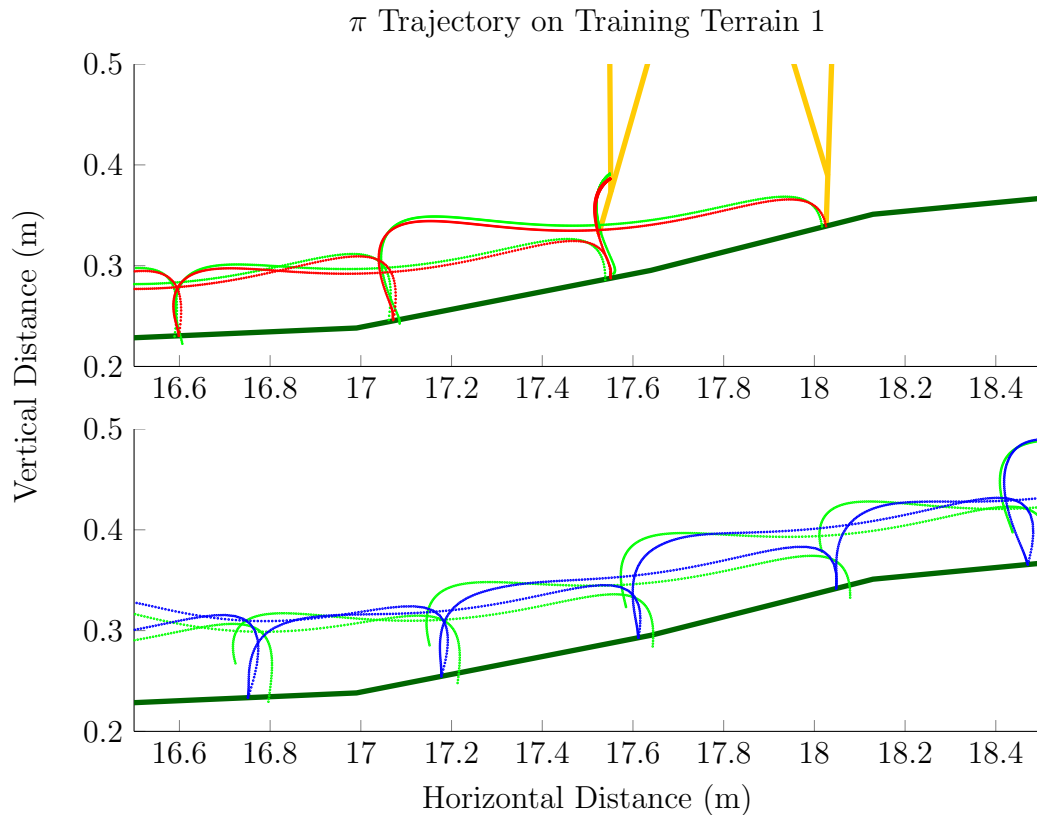 π Trajectory on Training Terrain 1
0.5
0.4
0.3
0.2
16.6 16.8 17 17.2 17.4 17.6 17.8 18 18.2 18.4
Vertical Distance (m)
0.5
0.4
0.3
0.2
16.6 16.8 17 17.2 17.4 17.6 17.8 18 18.2 18.4
Horizontal Distance (m)